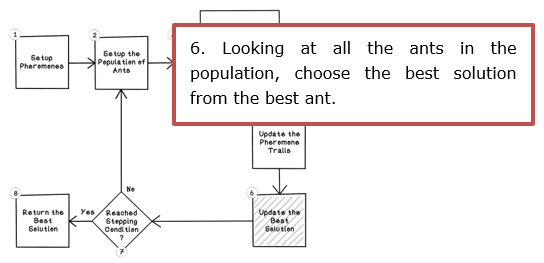 1
Setup
Pheromones
2
Setup the
Population of
Ants
6. Looking at all the ants in the
population, choose the best solution
from the best ant.
Update the
Pheromone
Trails
No
8
Return the
Best
Solution
Yes
Reached
Stopping
Condition
?
7
6
Update the
Best
Solution